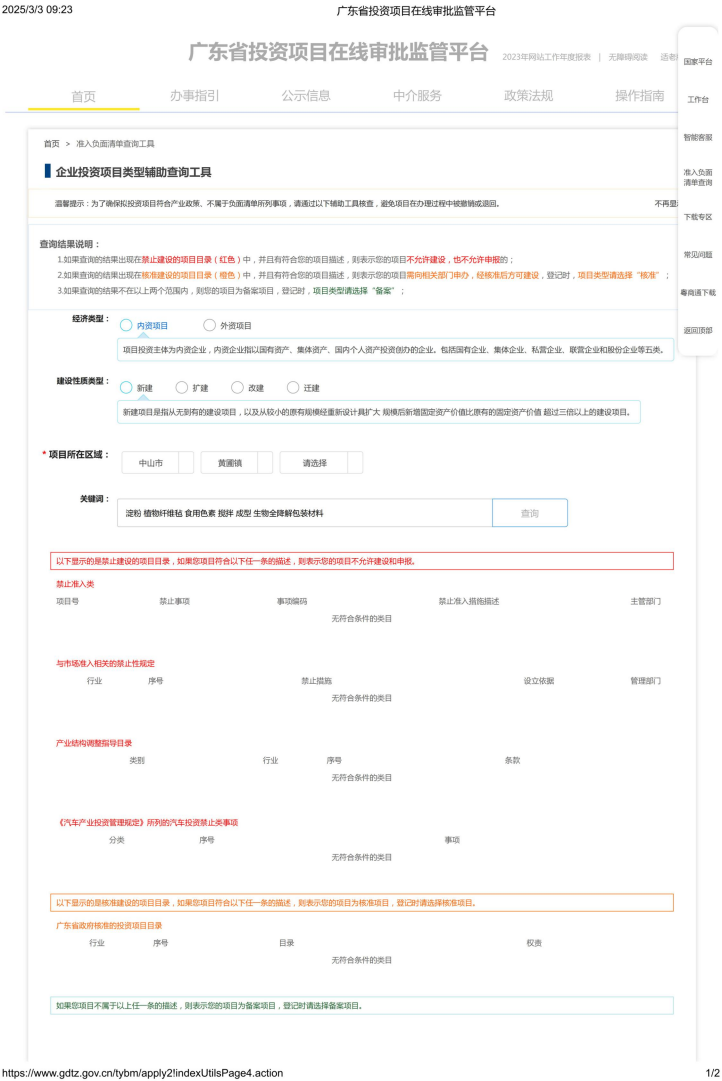 2025/3/3 09:23
广东省投资项目在线审批监管平台
广东省投资项目在线审批监管平台
2023年网站工作年度报表 | 无障碍阅读 适老
国家平台
工作台
智能客服
准入负面
清单查询
下载专区
常见问题
粤商通下载
返回顶部
首页 办事指引 公示信息 中介服务 政策法规 操作指南
首页 > 准入负面清单查询工具
企业投资项目类型辅助查询工具
温馨提示：为了确保拟投资项目符合产业政策、不属于负面清单所列事项，请通过以下辅助工具核查，避免项目在办理过程中被撤销或退回。 不再显
查询结果说明：
1.如果查询的结果出现在禁止建设的项目目录（红色）中，并且有符合您的项目描述，则表示您的项目不允许建设，也不允许申报的；
2.如果查询的结果出现在核准建设的项目目录（橙色）中，并且有符合您的项目描述，则表示您的项目需向相关部门申办，经核准后方可建设，登记时，项目类型请选择“核准”；
3.如果查询的结果不在以上两个范围内，则您的项目为备案项目，登记时，项目类型请选择“备案”；
经济类型： 内资项目 外资项目
项目投资主体为内资企业，内资企业指以国有资产、集体资产、国内个人资产投资创办的企业。包括国有企业、集体企业、私营企业、联营企业和股份企业等五类。
建设性质类型： 新建 扩建 改建 迁建
新建项目是指从无到有的建设项目，以及从较小的原有规模经重新设计具扩大 规模后新增固定资产价值比原有的固定资产价值 超过三倍以上的建设项目。
* 项目所在区域： 中山市 黄圃镇 请选择
关键词： 淀粉 植物纤维毡 食用色素 搅拌 成型 生物全降解包装材料 查询
以下显示的是禁止建设的项目目录，如果您项目符合以下任一条的描述，则表示您的项目不允许建设和申报。
禁止准入类
项目号 禁止事项 事项编码 禁止准入措施描述 主管部门
无符合条件的类目
与市场准入相关的禁止性规定
行业 序号 禁止措施 设立依据 管理部门
无符合条件的类目
产业结构调整指导目录
类别 行业 序号 条款
无符合条件的类目
《汽车产业投资管理规定》所列的汽车投资禁止类事项
分类 序号 事项
无符合条件的类目
以下显示的是核准建设的项目目录，如果您项目符合以下任一条的描述，则表示您的项目为核准项目，登记时请选择核准项目。
广东省政府核准的投资项目目录
行业 序号 目录 权责
无符合条件的类目
如果您项目不属于以上任一条的描述，则表示您的项目为备案项目，登记时请选择备案项目。
https://www.gdtz.gov.cn/tybm/apply2!indexUtilsPage4.action
1/2